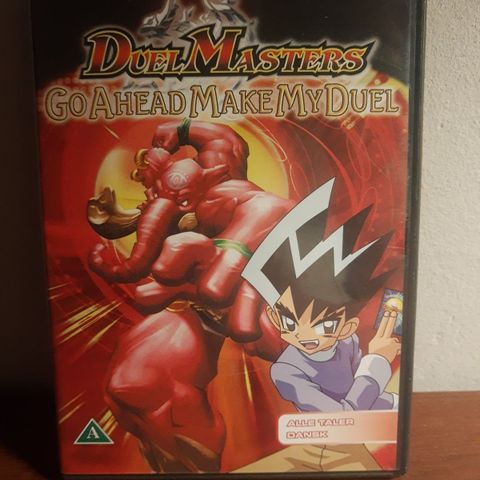 DUEL MASTERS
GO AHEAD MAKE MY DUEL
ALLE TALER
DANSK
A